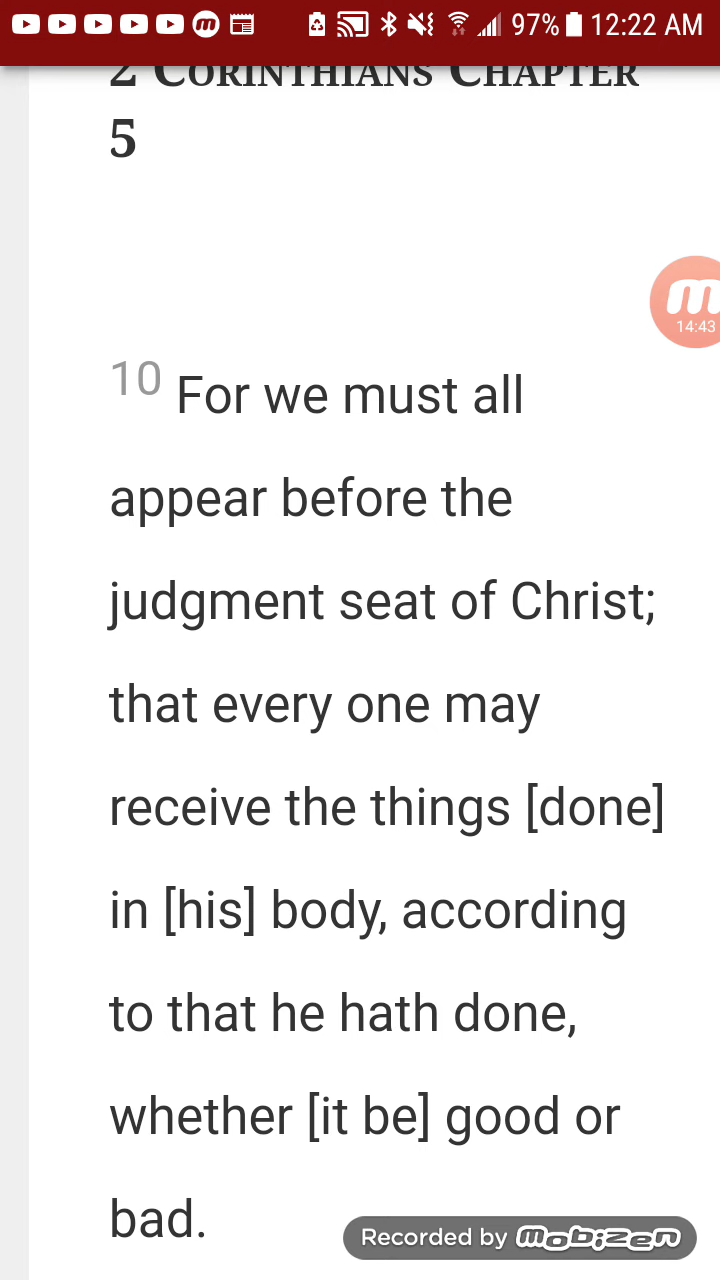 97% 12:22 AM
2 Corinthians Chapter
5
14:43
10 For we must all
appear before the
judgment seat of Christ;
that every one may
receive the things [done]
in [his] body, according
to that he hath done,
whether [it be] good or
bad.
Recorded by mobizen